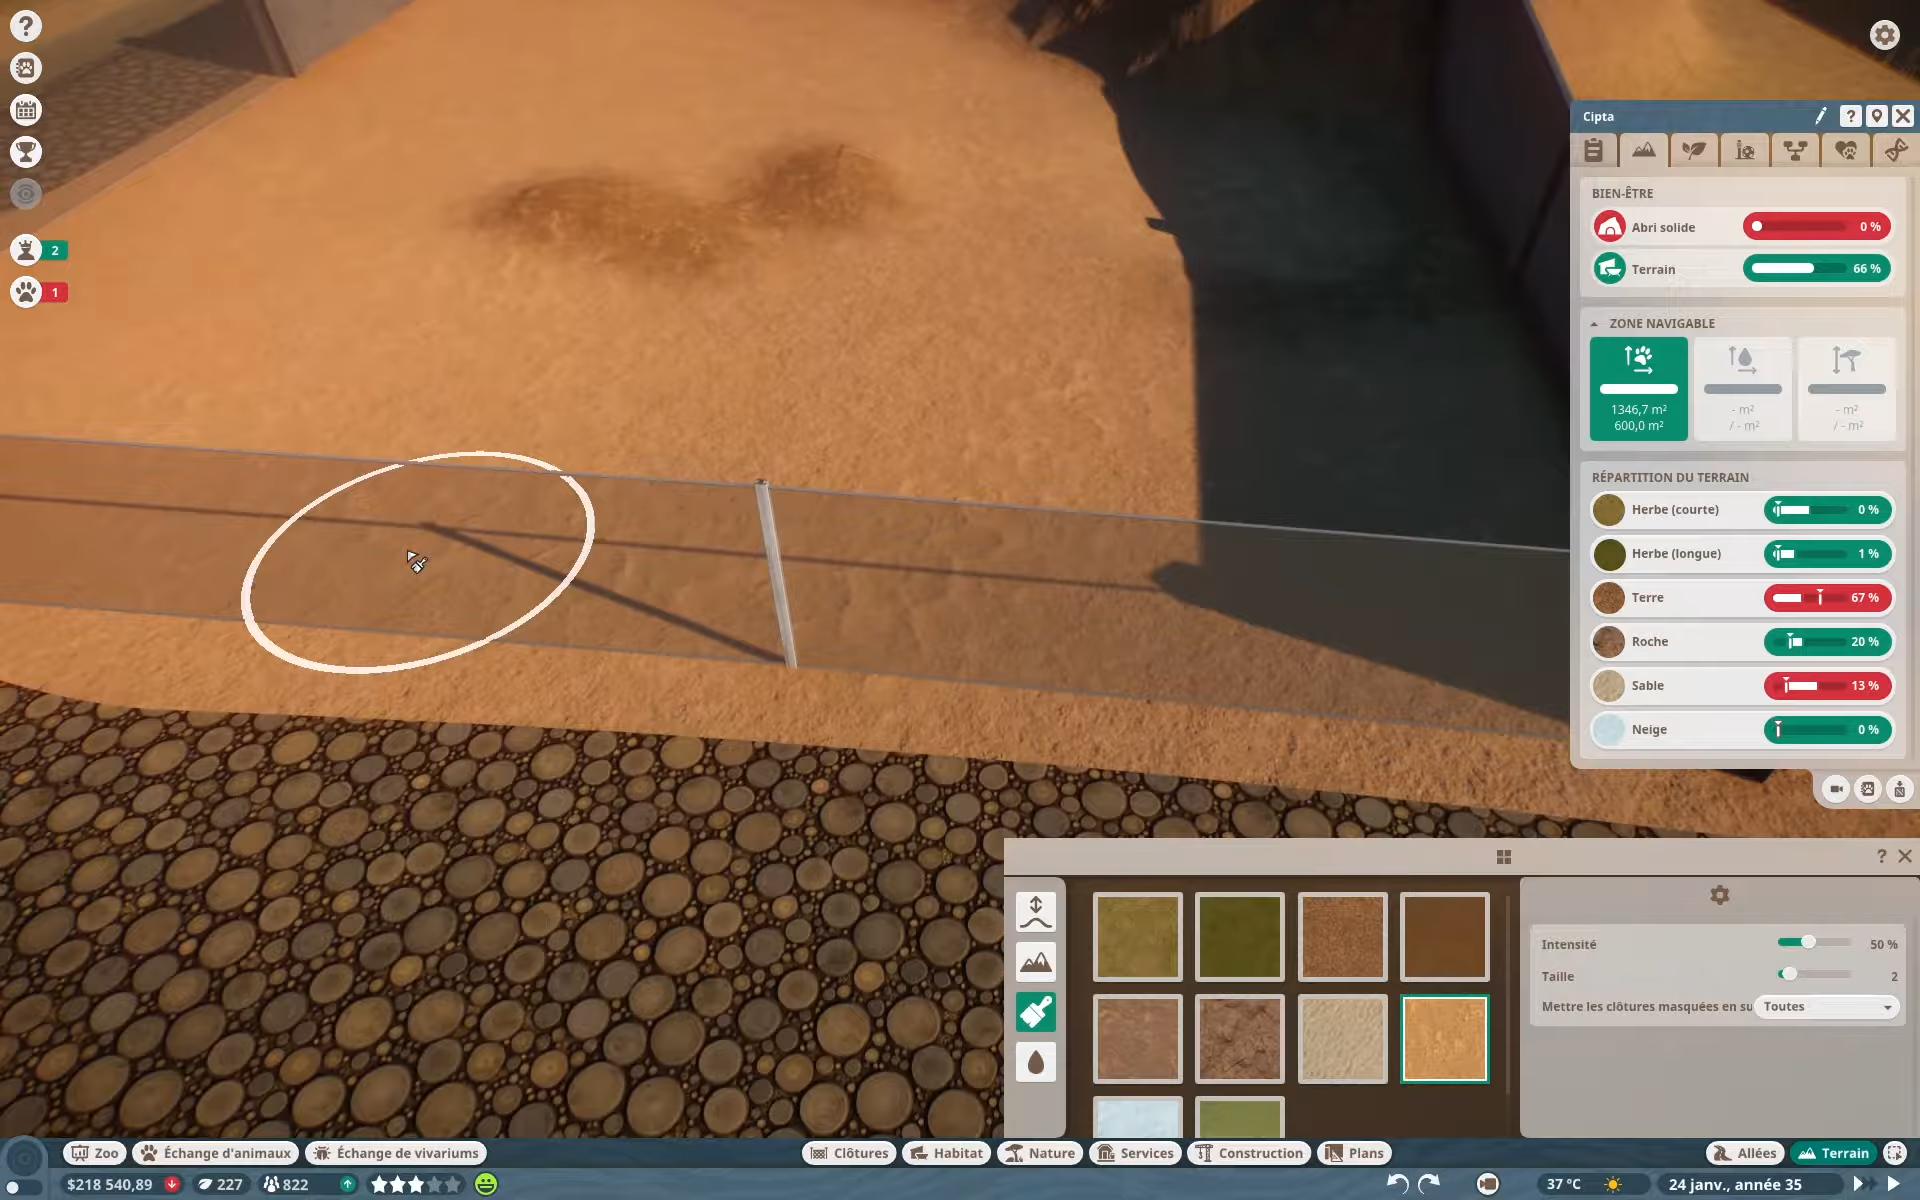 ?
2
1
Cipta
?
BIEN-ÊTRE
Abri solide
0 %
Terrain
66 %
ZONE NAVIGABLE
1346,7 m²
600,0 m²
- m²
/ - m²
- m²
/ - m²
RÉPARTITION DU TERRAIN
Herbe (courte)
0 %
Herbe (longue)
1 %
Terre
67 %
Roche
20 %
Sable
13 %
Neige
0 %
?
Intensité
50 %
Taille
2
Mettre les clôtures masquées en su
Toutes
Zoo
Échange d'animaux
Échange de vivariums
Clôtures
Habitat
Nature
Services
Construction
Plans
Allées
Terrain
$218 540,89
227
822
37 °C
24 janv., année 35